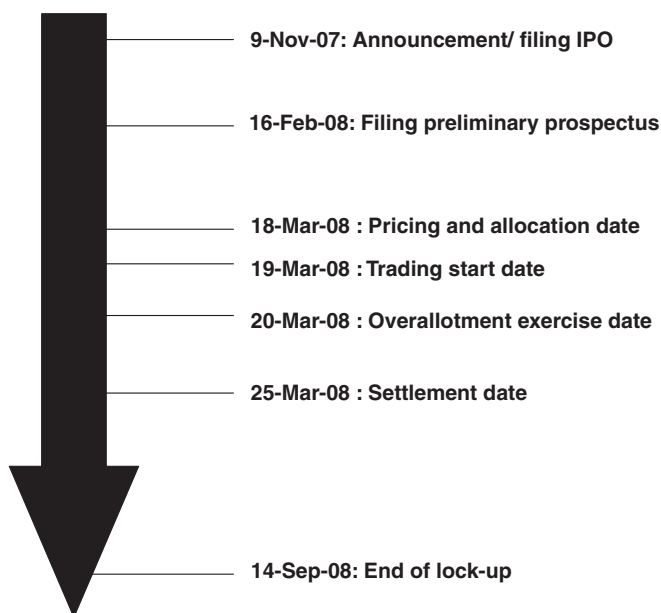 9-Nov-07: Announcement/ filing IPO
16-Feb-08: Filing preliminary prospectus
18-Mar-08 : Pricing and allocation date
19-Mar-08 : Trading start date
20-Mar-08 : Overallotment exercise date
25-Mar-08 : Settlement date
14-Sep-08: End of lock-up